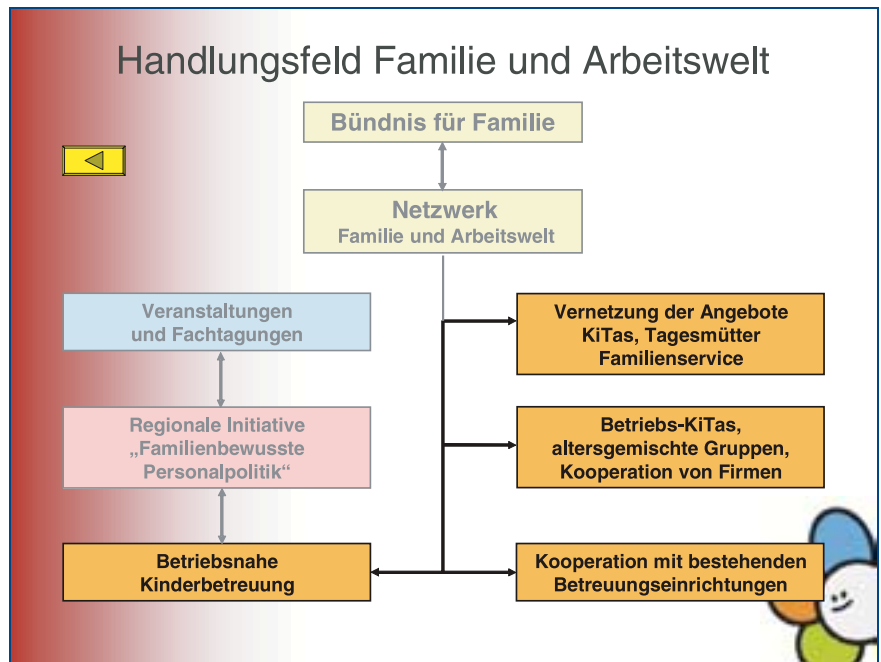 Handlungsfeld Familie und Arbeitswelt
Bündnis für Familie
Netzwerk
Familie und Arbeitswelt
Veranstaltungen
und Fachtagungen
Regionale Initiative
„Familienbewusste
Personalpolitik“
Betriebsnahe
Kinderbetreuung
Vernetzung der Angebote
KiTas, Tagesmütter
Familienservice
Betriebs-KiTas,
altersgemischte Gruppen,
Kooperation von Firmen
Kooperation mit bestehenden
Betreuungseinrichtungen